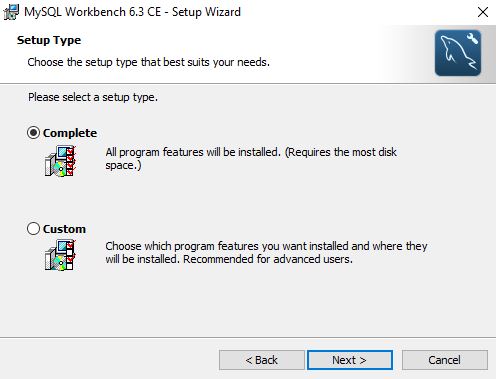 MySQL Workbench 6.3 CE - Setup Wizard
Setup Type
Choose the setup type that best suits your needs.
Please select a setup type.
Complete
All program features will be installed. (Requires the most disk
space.)
Custom
Choose which program features you want installed and where they
will be installed. Recommended for advanced users.
< Back
Next >
Cancel